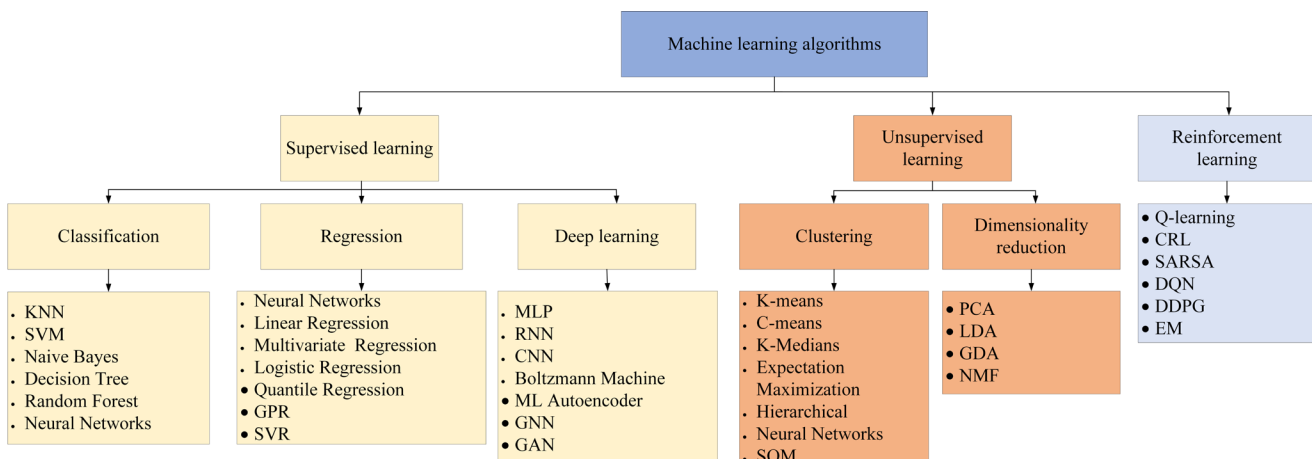 Machine learning algorithms
Supervised learning
Unsupervised
learning
Reinforcement
learning
Classification
Regression
Deep learning
Clustering
Dimensionality
reduction
• KNN
• SVM
• Naive Bayes
• Decision Tree
• Random Forest
• Neural Networks
• Neural Networks
• Linear Regression
• Multivariate Regression
• Logistic Regression
• Quantile Regression
• GPR
• SVR
• MLP
• RNN
• CNN
• Boltzmann Machine
• ML Autoencoder
• GNN
• GAN
• K-means
• C-means
• K-Medians
• Expectation
Maximization
• Hierarchical
• Neural Networks
• SOM
• PCA
• LDA
• GDA
• NMF
• Q-learning
• CRL
• SARSA
• DQN
• DDPG
• EM